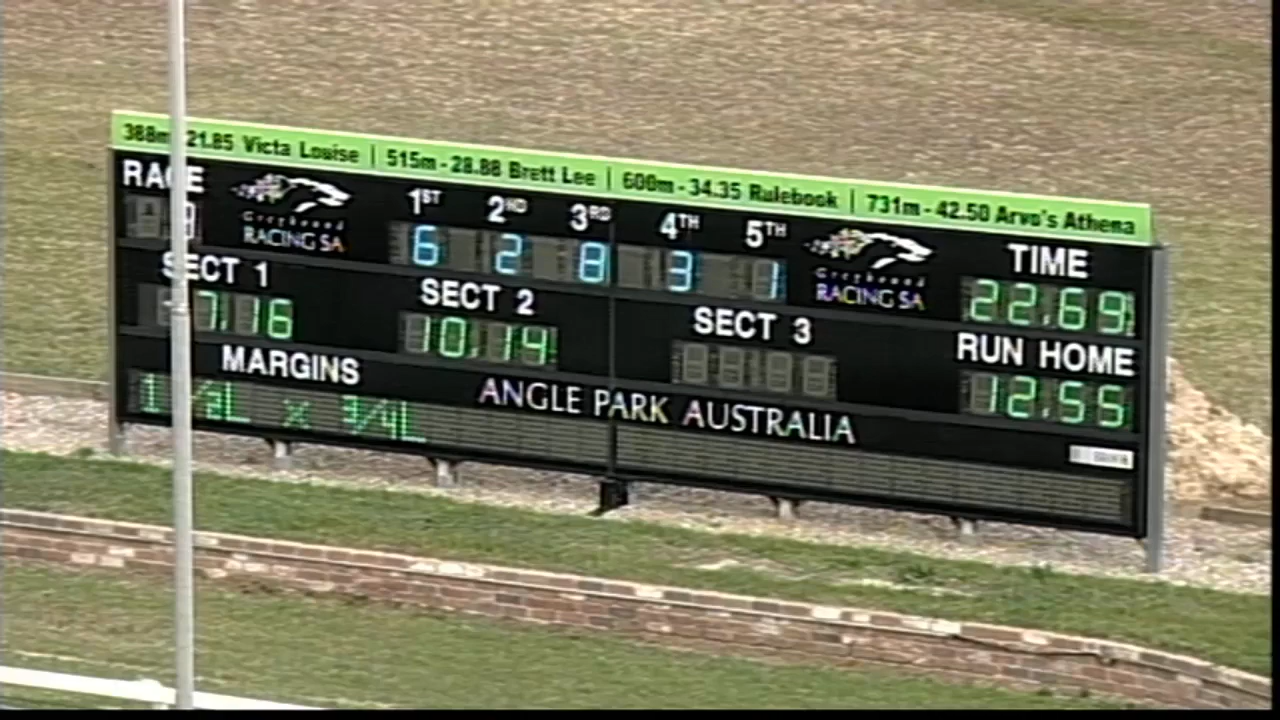 388m - 21.85 Victa Louise | 515m - 28.88 Brett Lee | 600m - 34.35 Rulebook | 731m - 42.50 Arvo's Athena
RACE
Greyhound
RACING SA
1ST 2ND 3RD 4TH 5TH
6 2 8 3 1
Greyhound
RACING SA
TIME
22.69
SECT 1
7.16
SECT 2
10.14
SECT 3
RUN HOME
12.55
MARGINS
1 1/2L X 3/4L
ANGLE PARK AUSTRALIA